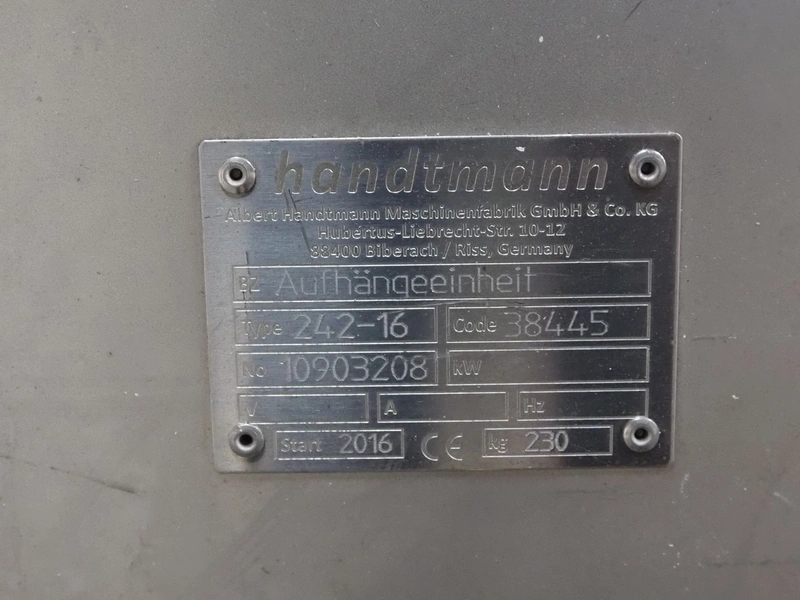 handtmann
Albert Handtmann Maschinenfabrik GmbH & Co. KG
Hubertus-Liebrecht-Str. 10-12
88400 Biberach / Riss, Germany
BZ Aufhängeeinheit
Type 242-16 Code 38445
No 10903208 kW
V A Hz
Start 2016 CE kg 230